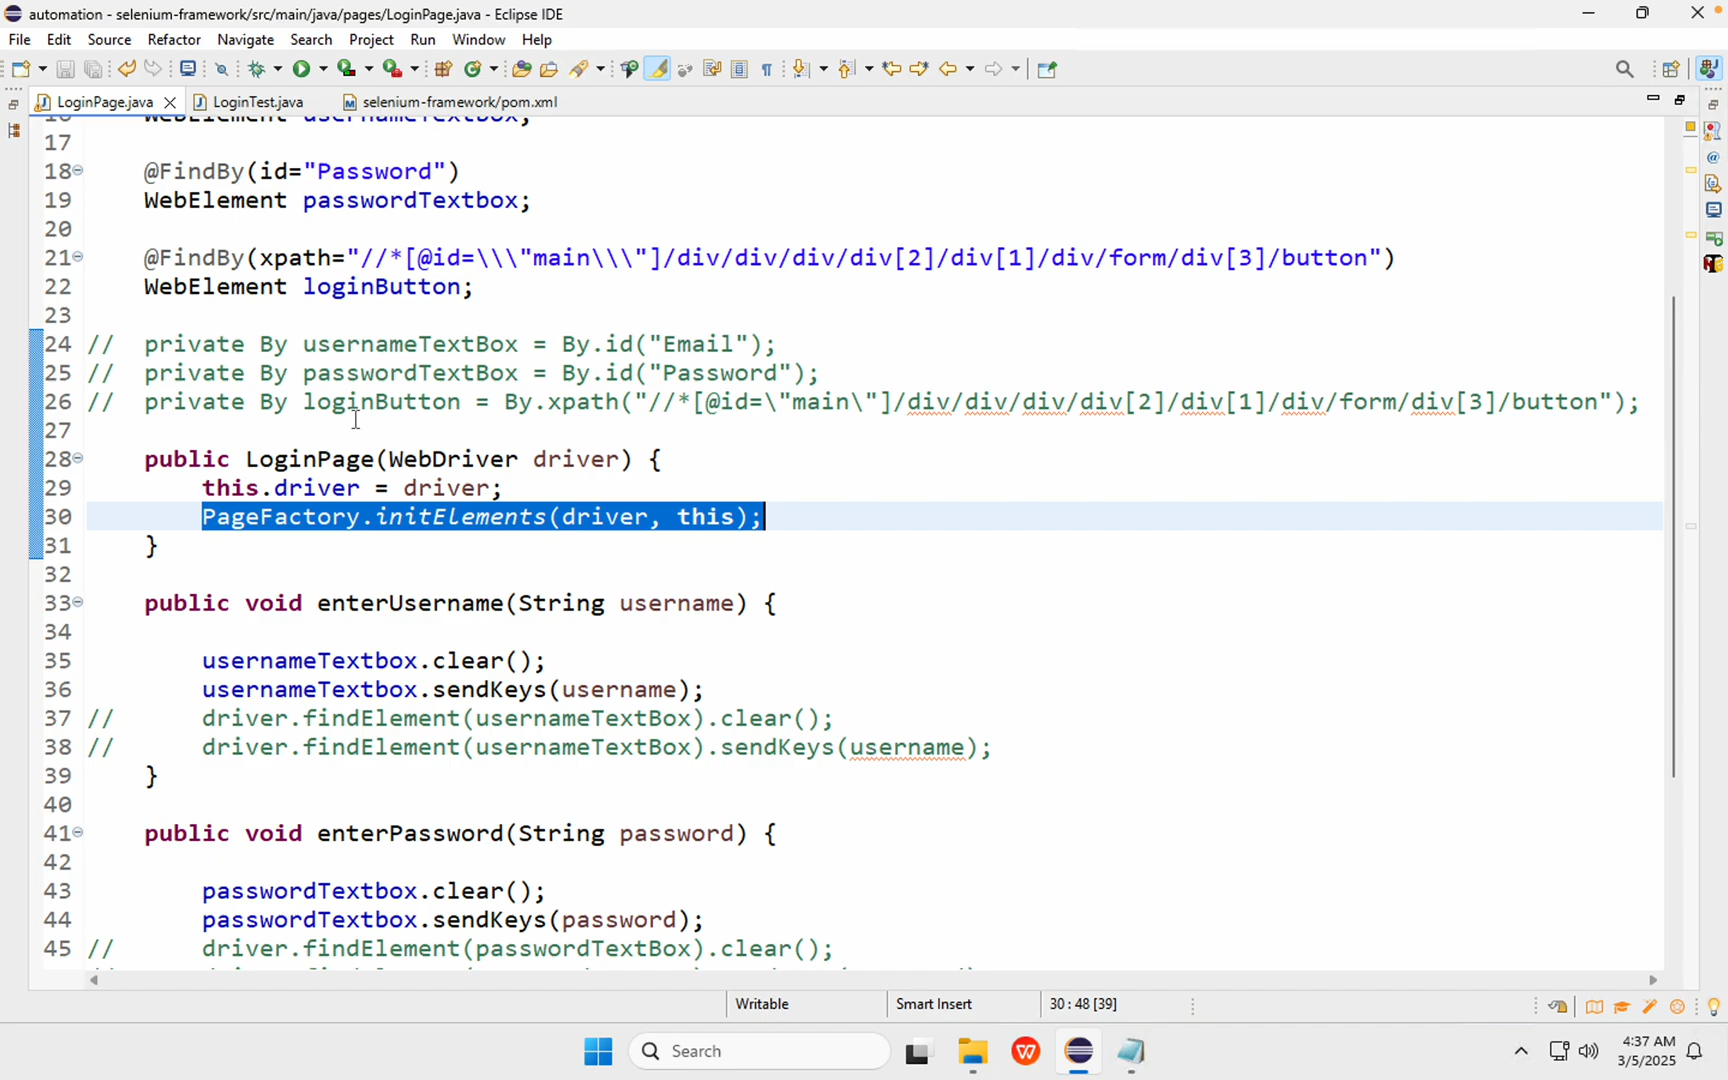 automation - selenium-framework/src/main/java/pages/LoginPage.java - Eclipse IDE
File Edit Source Refactor Navigate Search Project Run Window Help
LoginPage.java LoginTest.java selenium-framework/pom.xml
16 WebElement usernameTextbox;
17
18 @FindBy(id="Password")
19 WebElement passwordTextbox;
20
21 @FindBy(xpath="//*[@id=\\\"main\\\"]/div/div/div/div[2]/div[1]/div/form/div[3]/button")
22 WebElement loginButton;
23
24 // private By usernameTextBox = By.id("Email");
25 // private By passwordTextBox = By.id("Password");
26 // private By loginButton = By.xpath("//*[@id=\"main\"]/div/div/div/div[2]/div[1]/div/form/div[3]/button");
27
28 public LoginPage(WebDriver driver) {
29 this.driver = driver;
30 PageFactory.initElements(driver, this);
31 }
32
33 public void enterUsername(String username) {
34
35 usernameTextbox.clear();
36 usernameTextbox.sendKeys(username);
37 // driver.findElement(usernameTextBox).clear();
38 // driver.findElement(usernameTextBox).sendKeys(username);
39 }
40
41 public void enterPassword(String password) {
42
43 passwordTextbox.clear();
44 passwordTextbox.sendKeys(password);
45 // driver.findElement(passwordTextBox).clear();
Writable Smart Insert 30 : 48 [39]
Search
4:37 AM
3/5/2025